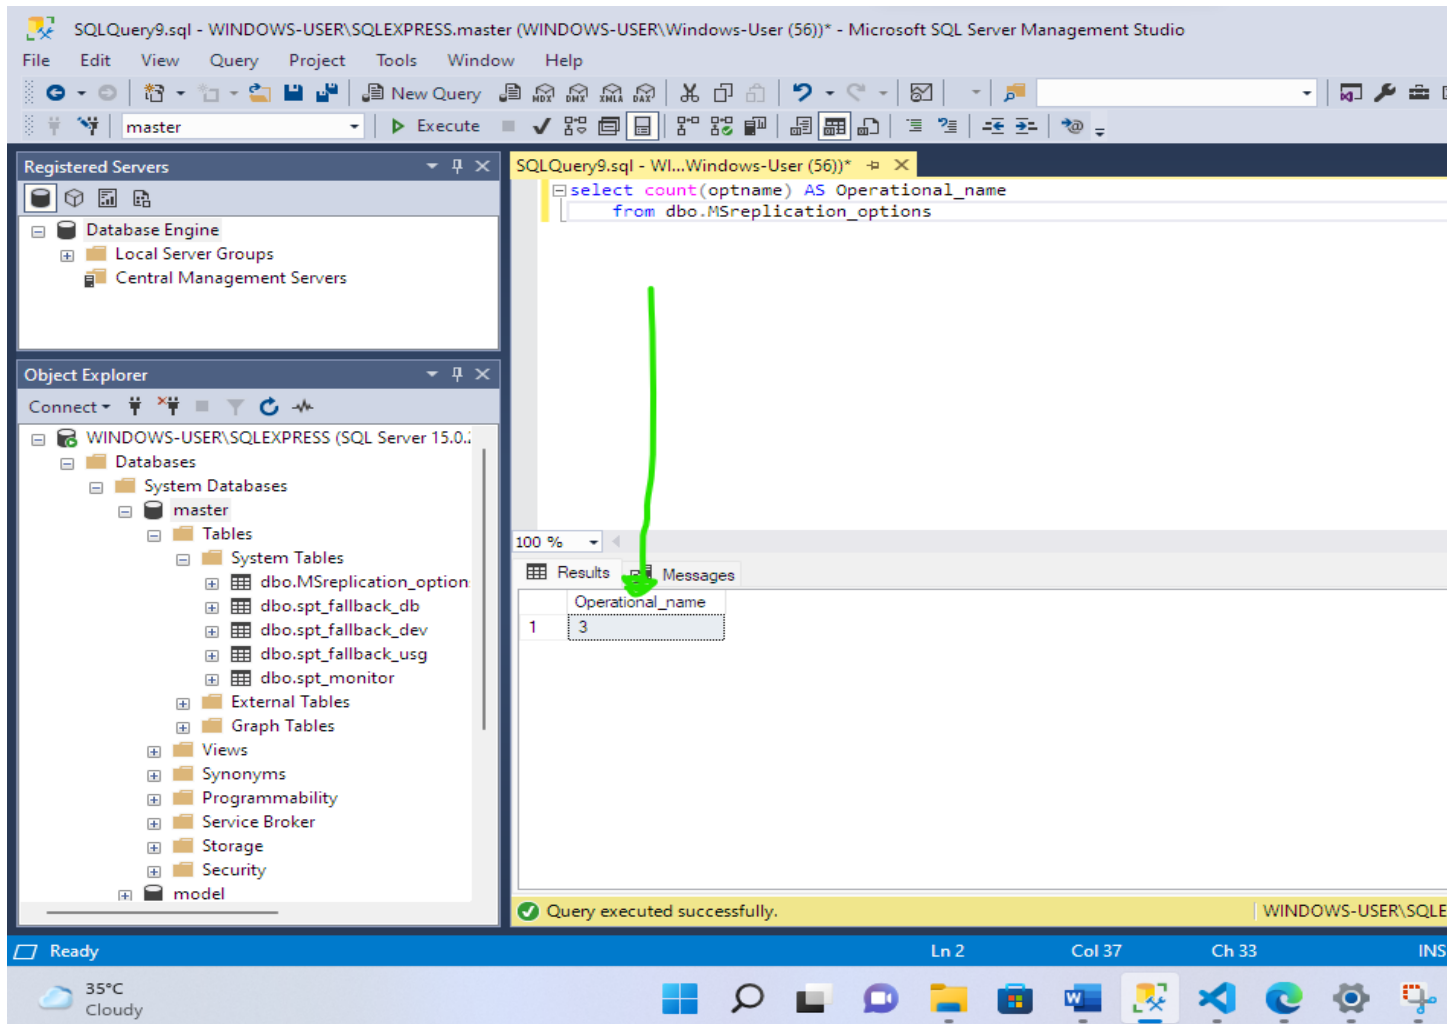 SQLQuery9.sql - WINDOWS-USER\SQLEXPRESS.master (WINDOWS-USER\Windows-User (56))* - Microsoft SQL Server Management Studio
File Edit View Query Project Tools Window Help
New Query MDX DMX XMLA DAX
master Execute
Registered Servers
Database Engine
Local Server Groups
Central Management Servers
Object Explorer
Connect
WINDOWS-USER\SQLEXPRESS (SQL Server 15.0.
Databases
System Databases
master
Tables
System Tables
dbo.MSreplication_option
dbo.spt_fallback_db
dbo.spt_fallback_dev
dbo.spt_fallback_usg
dbo.spt_monitor
External Tables
Graph Tables
Views
Synonyms
Programmability
Service Broker
Storage
Security
model
SQLQuery9.sql - WI...Windows-User (56))*
select count(optname) AS Operational_name
from dbo.MSreplication_options
100 %
Results Messages
Operational_name
1 3
Query executed successfully. WINDOWS-USER\SQLE
Ready Ln 2 Col 37 Ch 33 INS
35°C
Cloudy